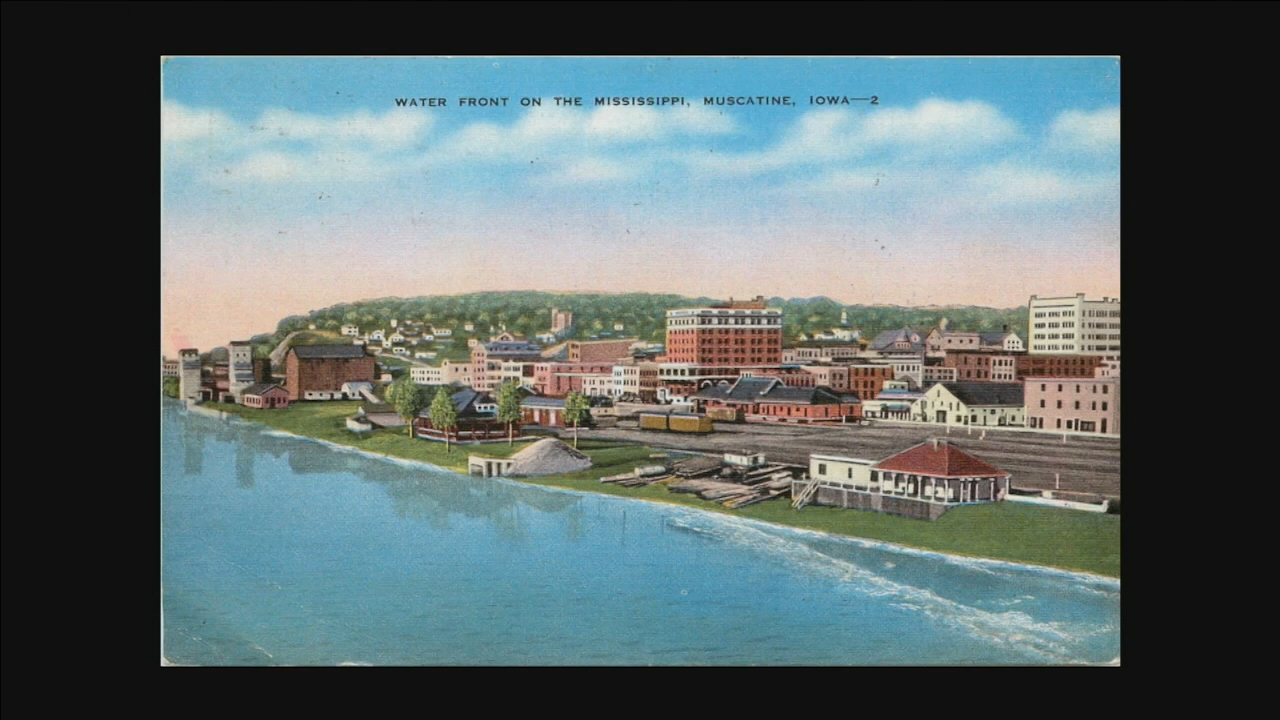 WATER FRONT ON THE MISSISSIPPI, MUSCATINE, IOWA—2